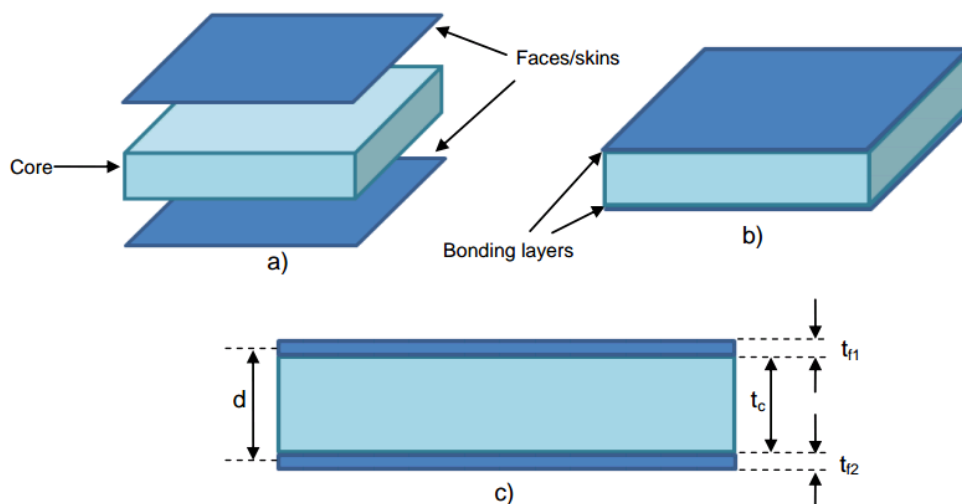 Faces/skins
Core
Bonding layers
a)
b)
d
t_c
t_f1
t_f2
c)